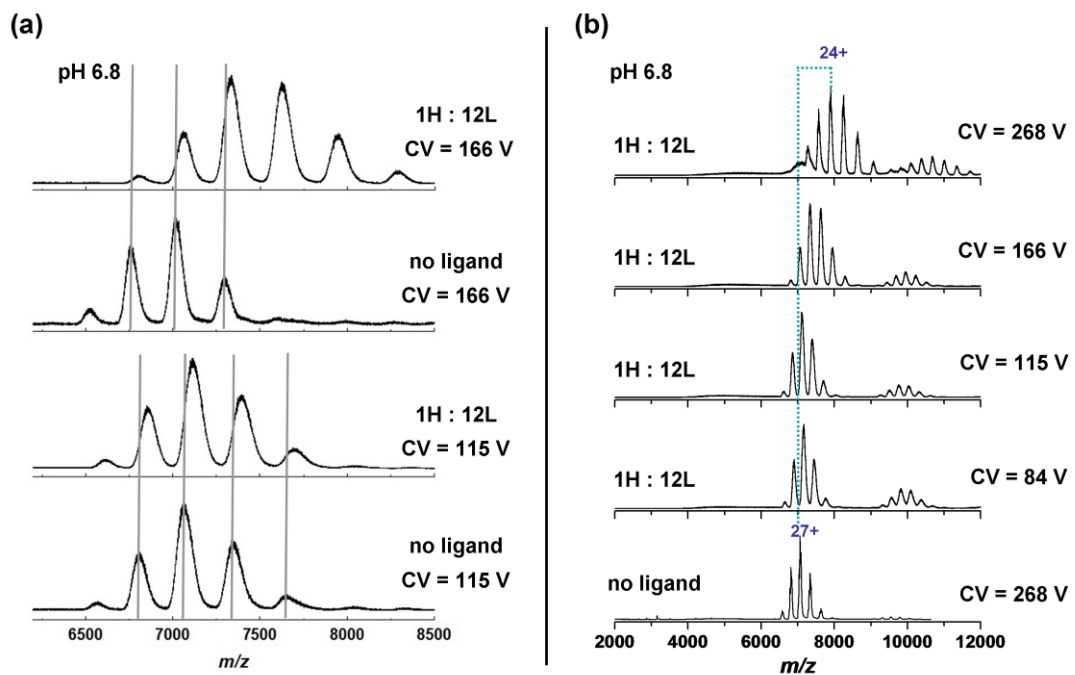 (a)
pH 6.8
1H : 12L
CV = 166 V
no ligand
CV = 166 V
1H : 12L
CV = 115 V
no ligand
CV = 115 V
6500 7000 7500 8000 8500
m/z
(b)
24+
pH 6.8
1H : 12L CV = 268 V
1H : 12L CV = 166 V
1H : 12L CV = 115 V
1H : 12L CV = 84 V
27+
no ligand CV = 268 V
2000 4000 6000 8000 10000 12000
m/z